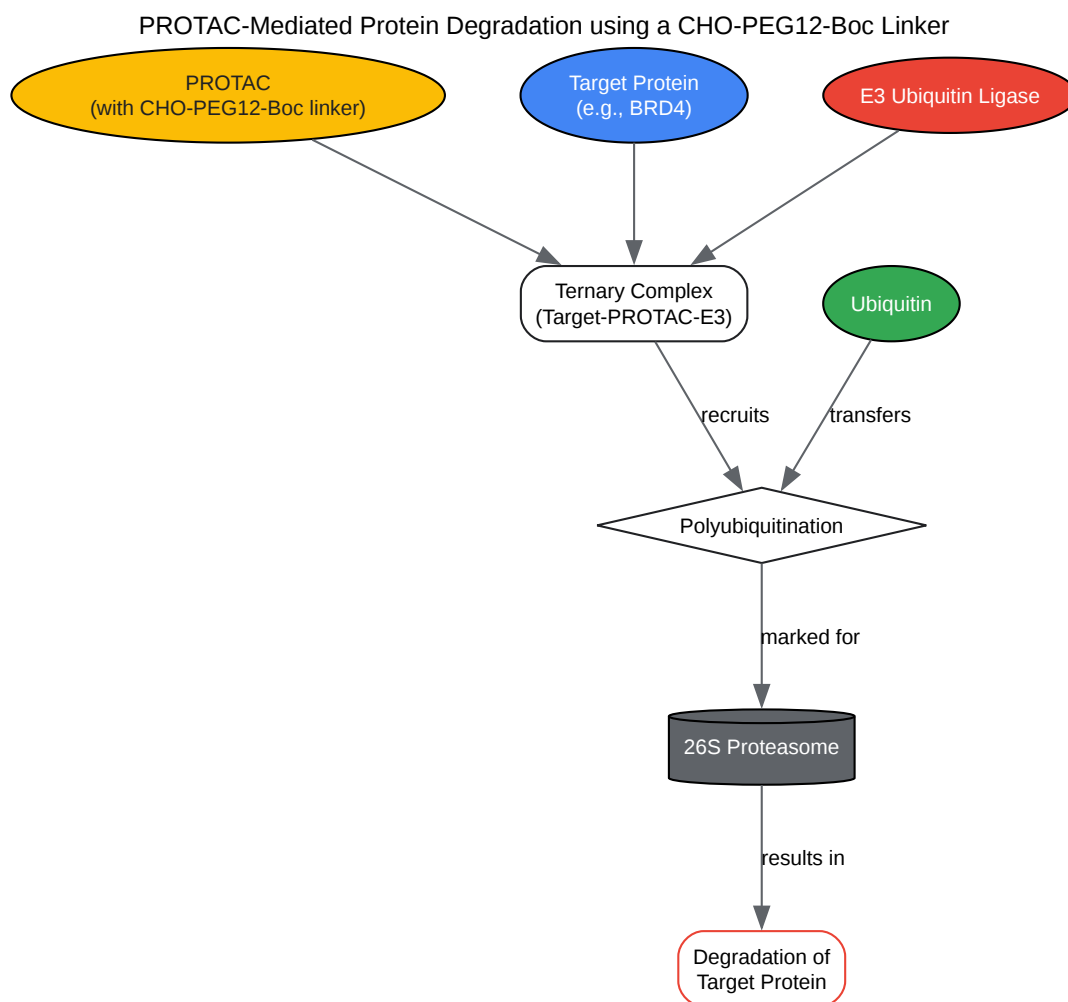 PROTAC-Mediated Protein Degradation using a CHO-PEG12-Boc Linker
PROTAC
(with CHO-PEG12-Boc linker)
Target Protein
(e.g., BRD4)
E3 Ubiquitin Ligase
Ternary Complex
(Target-PROTAC-E3)
Ubiquitin
recruits
transfers
Polyubiquitination
marked for
26S Proteasome
results in
Degradation of
Target Protein